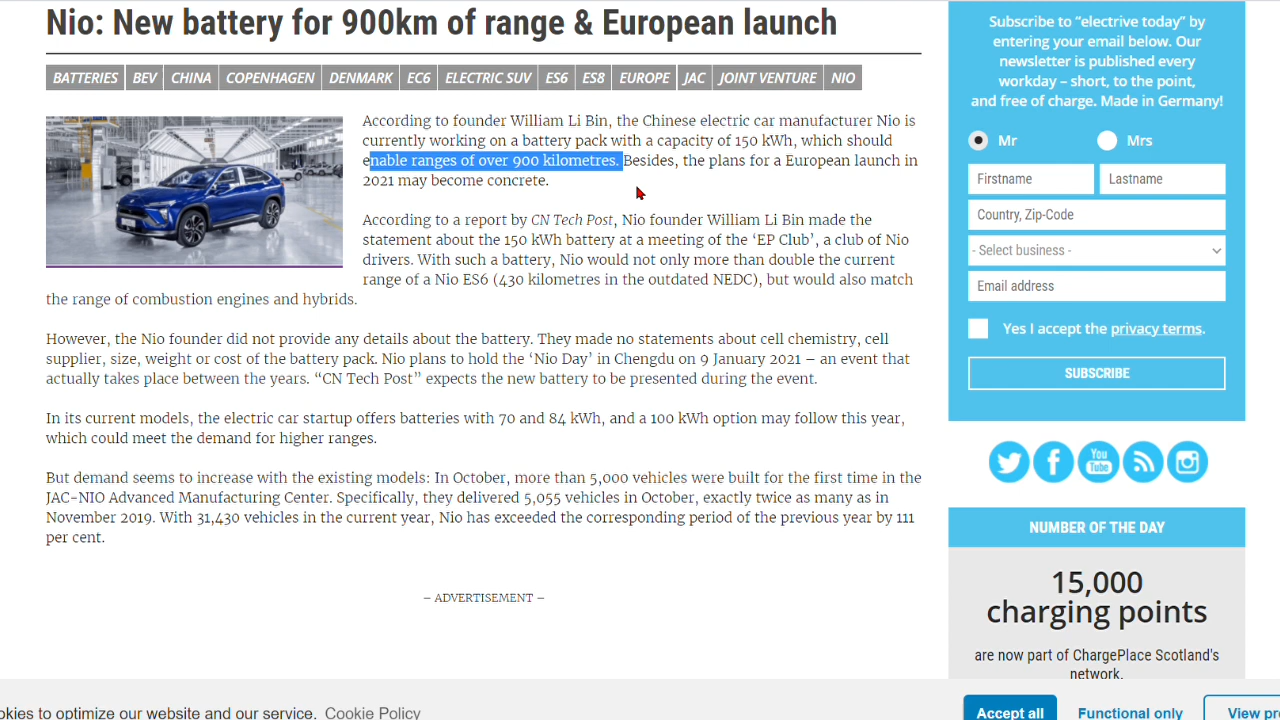 Nio: New battery for 900km of range & European launch
BATTERIES BEV CHINA COPENHAGEN DENMARK EC6 ELECTRIC SUV ES6 ES8 EUROPE JAC JOINT VENTURE NIO
According to founder William Li Bin, the Chinese electric car manufacturer Nio is
currently working on a battery pack with a capacity of 150 kWh, which should
enable ranges of over 900 kilometres. Besides, the plans for a European launch in
2021 may become concrete.
According to a report by CN Tech Post, Nio founder William Li Bin made the
statement about the 150 kWh battery at a meeting of the ‘EP Club’, a club of Nio
drivers. With such a battery, Nio would not only more than double the current
range of a Nio ES6 (430 kilometres in the outdated NEDC), but would also match
the range of combustion engines and hybrids.
However, the Nio founder did not provide any details about the battery. They made no statements about cell chemistry, cell
supplier, size, weight or cost of the battery pack. Nio plans to hold the ‘Nio Day’ in Chengdu on 9 January 2021 – an event that
actually takes place between the years. “CN Tech Post” expects the new battery to be presented during the event.
In its current models, the electric car startup offers batteries with 70 and 84 kWh, and a 100 kWh option may follow this year,
which could meet the demand for higher ranges.
But demand seems to increase with the existing models: In October, more than 5,000 vehicles were built for the first time in the
JAC-NIO Advanced Manufacturing Center. Specifically, they delivered 5,055 vehicles in October, exactly twice as many as in
November 2019. With 31,430 vehicles in the current year, Nio has exceeded the corresponding period of the previous year by 111
per cent.
– ADVERTISEMENT –
Subscribe to “electrive today” by
entering your email below. Our
newsletter is published every
workday – short, to the point,
and free of charge. Made in Germany!
Mr Mrs
Firstname Lastname
Country, Zip-Code
- Select business -
Email address
Yes I accept the privacy terms.
SUBSCRIBE
You
Tube
NUMBER OF THE DAY
15,000
charging points
are now part of ChargePlace Scotland's
network.
okies to optimize our website and our service. Cookie Policy
Accept all Functional only View pr